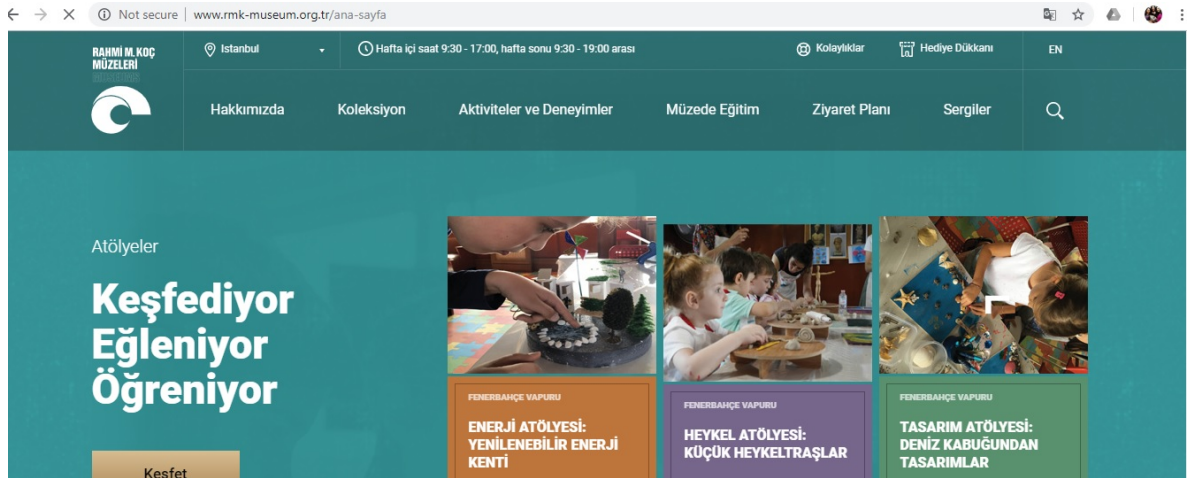 Not secure | www.rmk-museum.org.tr/ana-sayfa
RAHMİ M. KOÇ
MÜZELERİ
Istanbul
Hafta içi saat 9:30 - 17:00, hafta sonu 9:30 - 19:00 arası
Kolaylıklar
Hediye Dükkanı
EN
Hakkımızda
Koleksiyon
Aktiviteler ve Deneyimler
Müzede Eğitim
Ziyaret Planı
Sergiler
Atölyeler
Keşfediyor
Eğleniyor
Öğreniyor
Keşfet
FENERBAHÇE VAPURU
ENERJİ ATÖLYESİ:
YENİLENEBİLİR ENERJİ
KENTİ
FENERBAHÇE VAPURU
HEYKEL ATÖLYESİ:
KÜÇÜK HEYKELTRAŞLAR
FENERBAHÇE VAPURU
TASARIM ATÖLYESİ:
DENİZ KABUĞUNDAN
TASARIMLAR